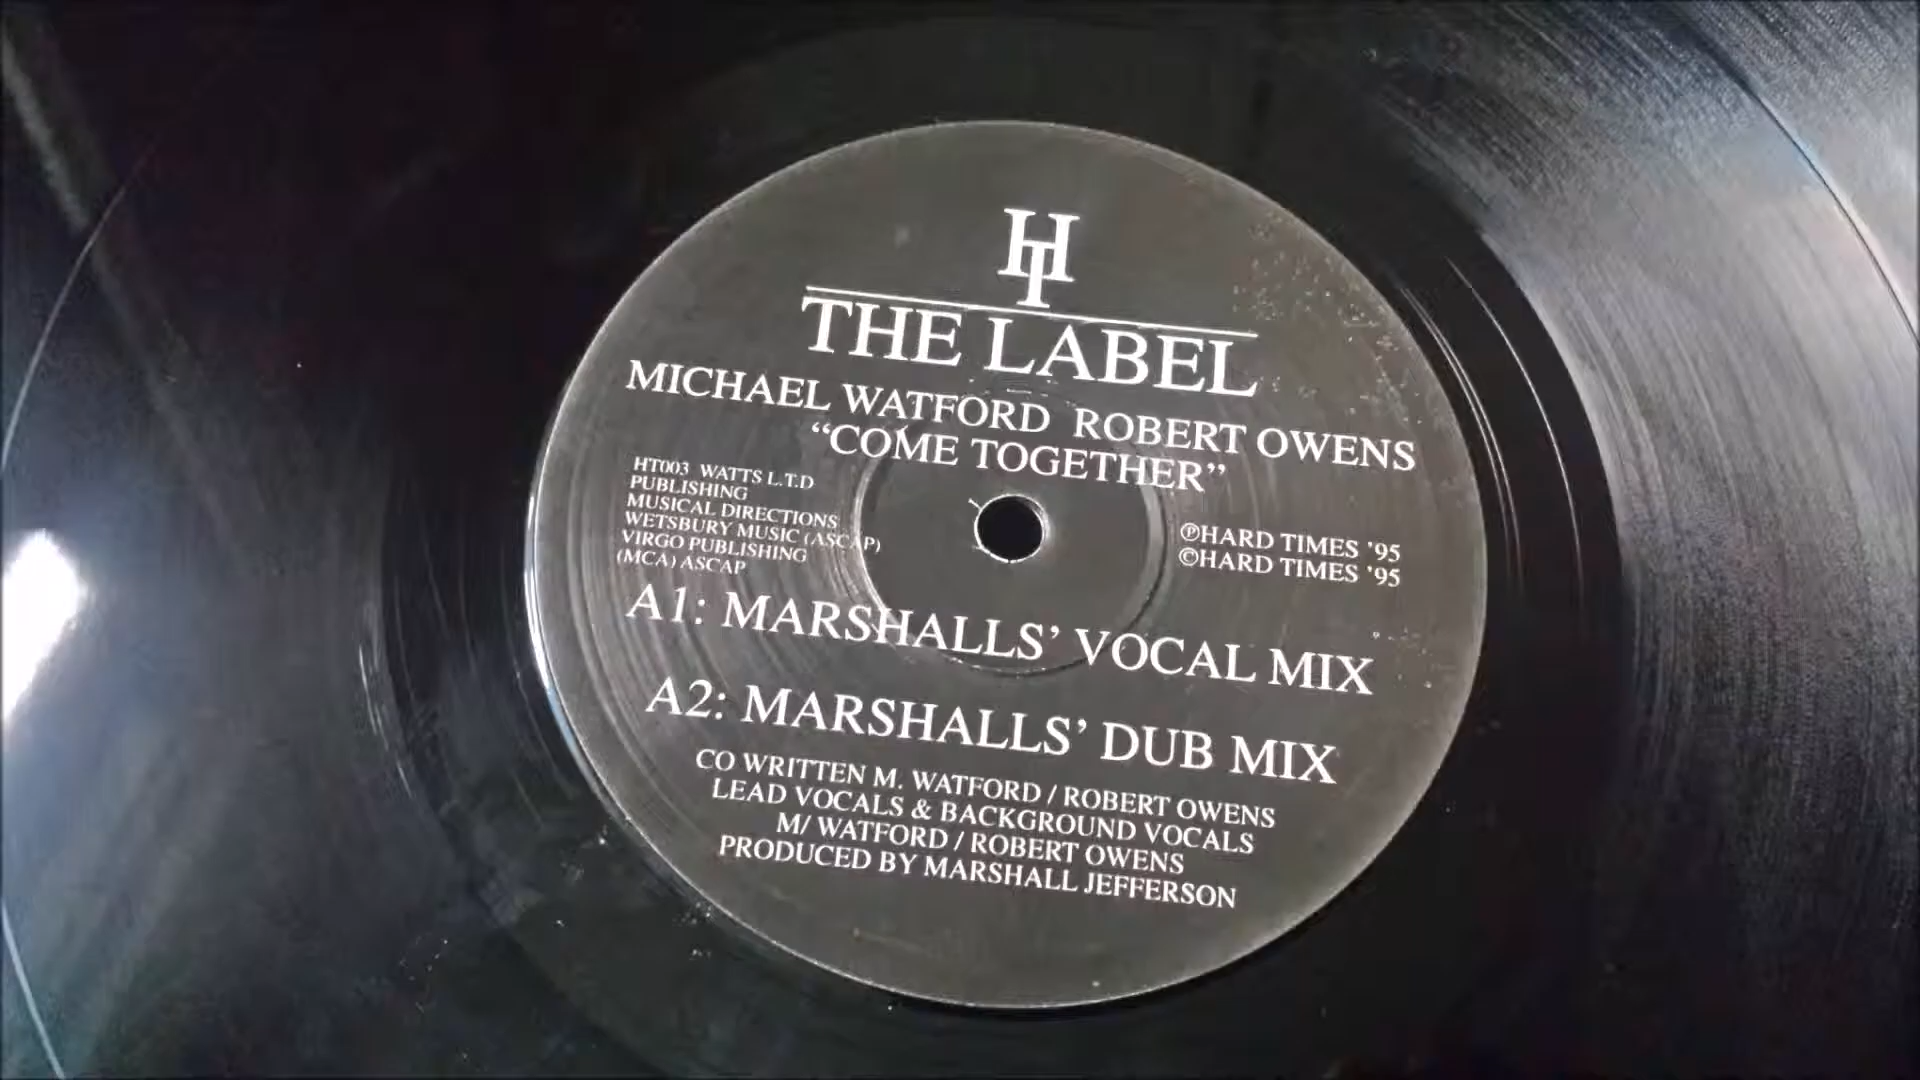 HT
THE LABEL
MICHAEL WATFORD ROBERT OWENS
“COME TOGETHER”
HT003 WATTS L.T.D
PUBLISHING
MUSICAL DIRECTIONS
WETSBURY MUSIC (ASCAP)
VIRGO PUBLISHING
(MCA) ASCAP
ⓅHARD TIMES ’95
©HARD TIMES ’95
A1: MARSHALLS’ VOCAL MIX
A2: MARSHALLS’ DUB MIX
CO WRITTEN M. WATFORD / ROBERT OWENS
LEAD VOCALS & BACKGROUND VOCALS
M/ WATFORD / ROBERT OWENS
PRODUCED BY MARSHALL JEFFERSON